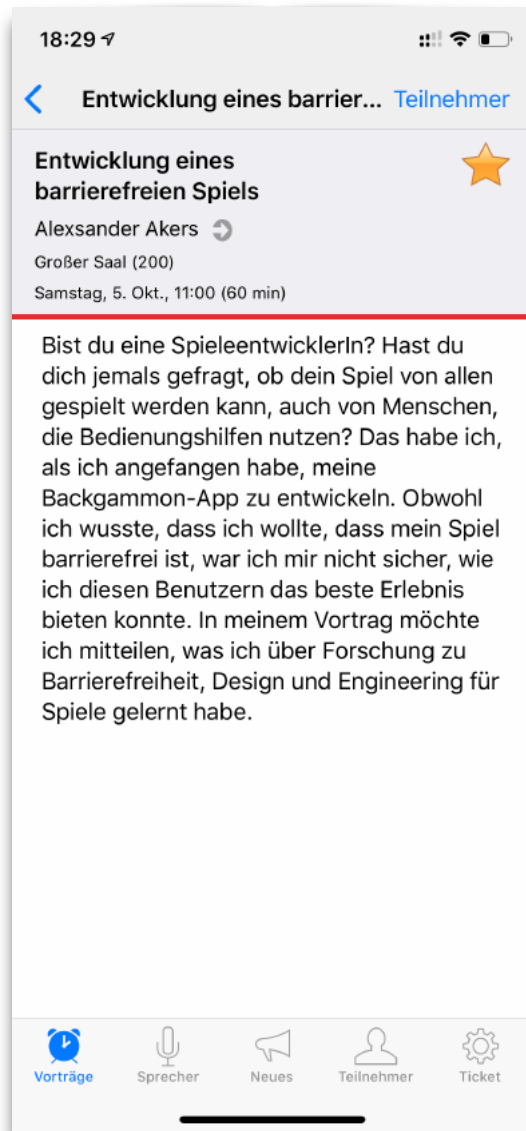 18:29
Entwicklung eines barrier... Teilnehmer
Entwicklung eines
barrierefreien Spiels
Alexsander Akers
Großer Saal (200)
Samstag, 5. Okt., 11:00 (60 min)
Bist du eine SpieleentwicklerIn? Hast du
dich jemals gefragt, ob dein Spiel von allen
gespielt werden kann, auch von Menschen,
die Bedienungshilfen nutzen? Das habe ich,
als ich angefangen habe, meine
Backgammon-App zu entwickeln. Obwohl
ich wusste, dass ich wollte, dass mein Spiel
barrierefrei ist, war ich mir nicht sicher, wie
ich diesen Benutzern das beste Erlebnis
bieten konnte. In meinem Vortrag möchte
ich mitteilen, was ich über Forschung zu
Barrierefreiheit, Design und Engineering für
Spiele gelernt habe.
Vorträge Sprecher Neues Teilnehmer Ticket